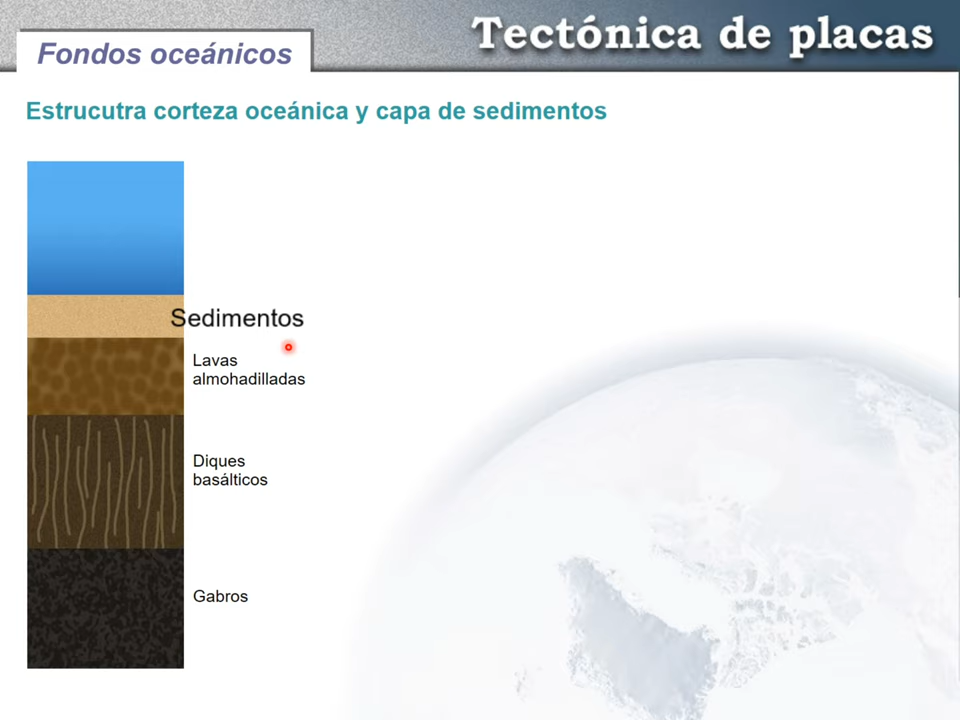 Tectónica de placas
Fondos oceánicos
Estrucutra corteza oceánica y capa de sedimentos
Sedimentos
Lavas
almohadilladas
Diques
basálticos
Gabros